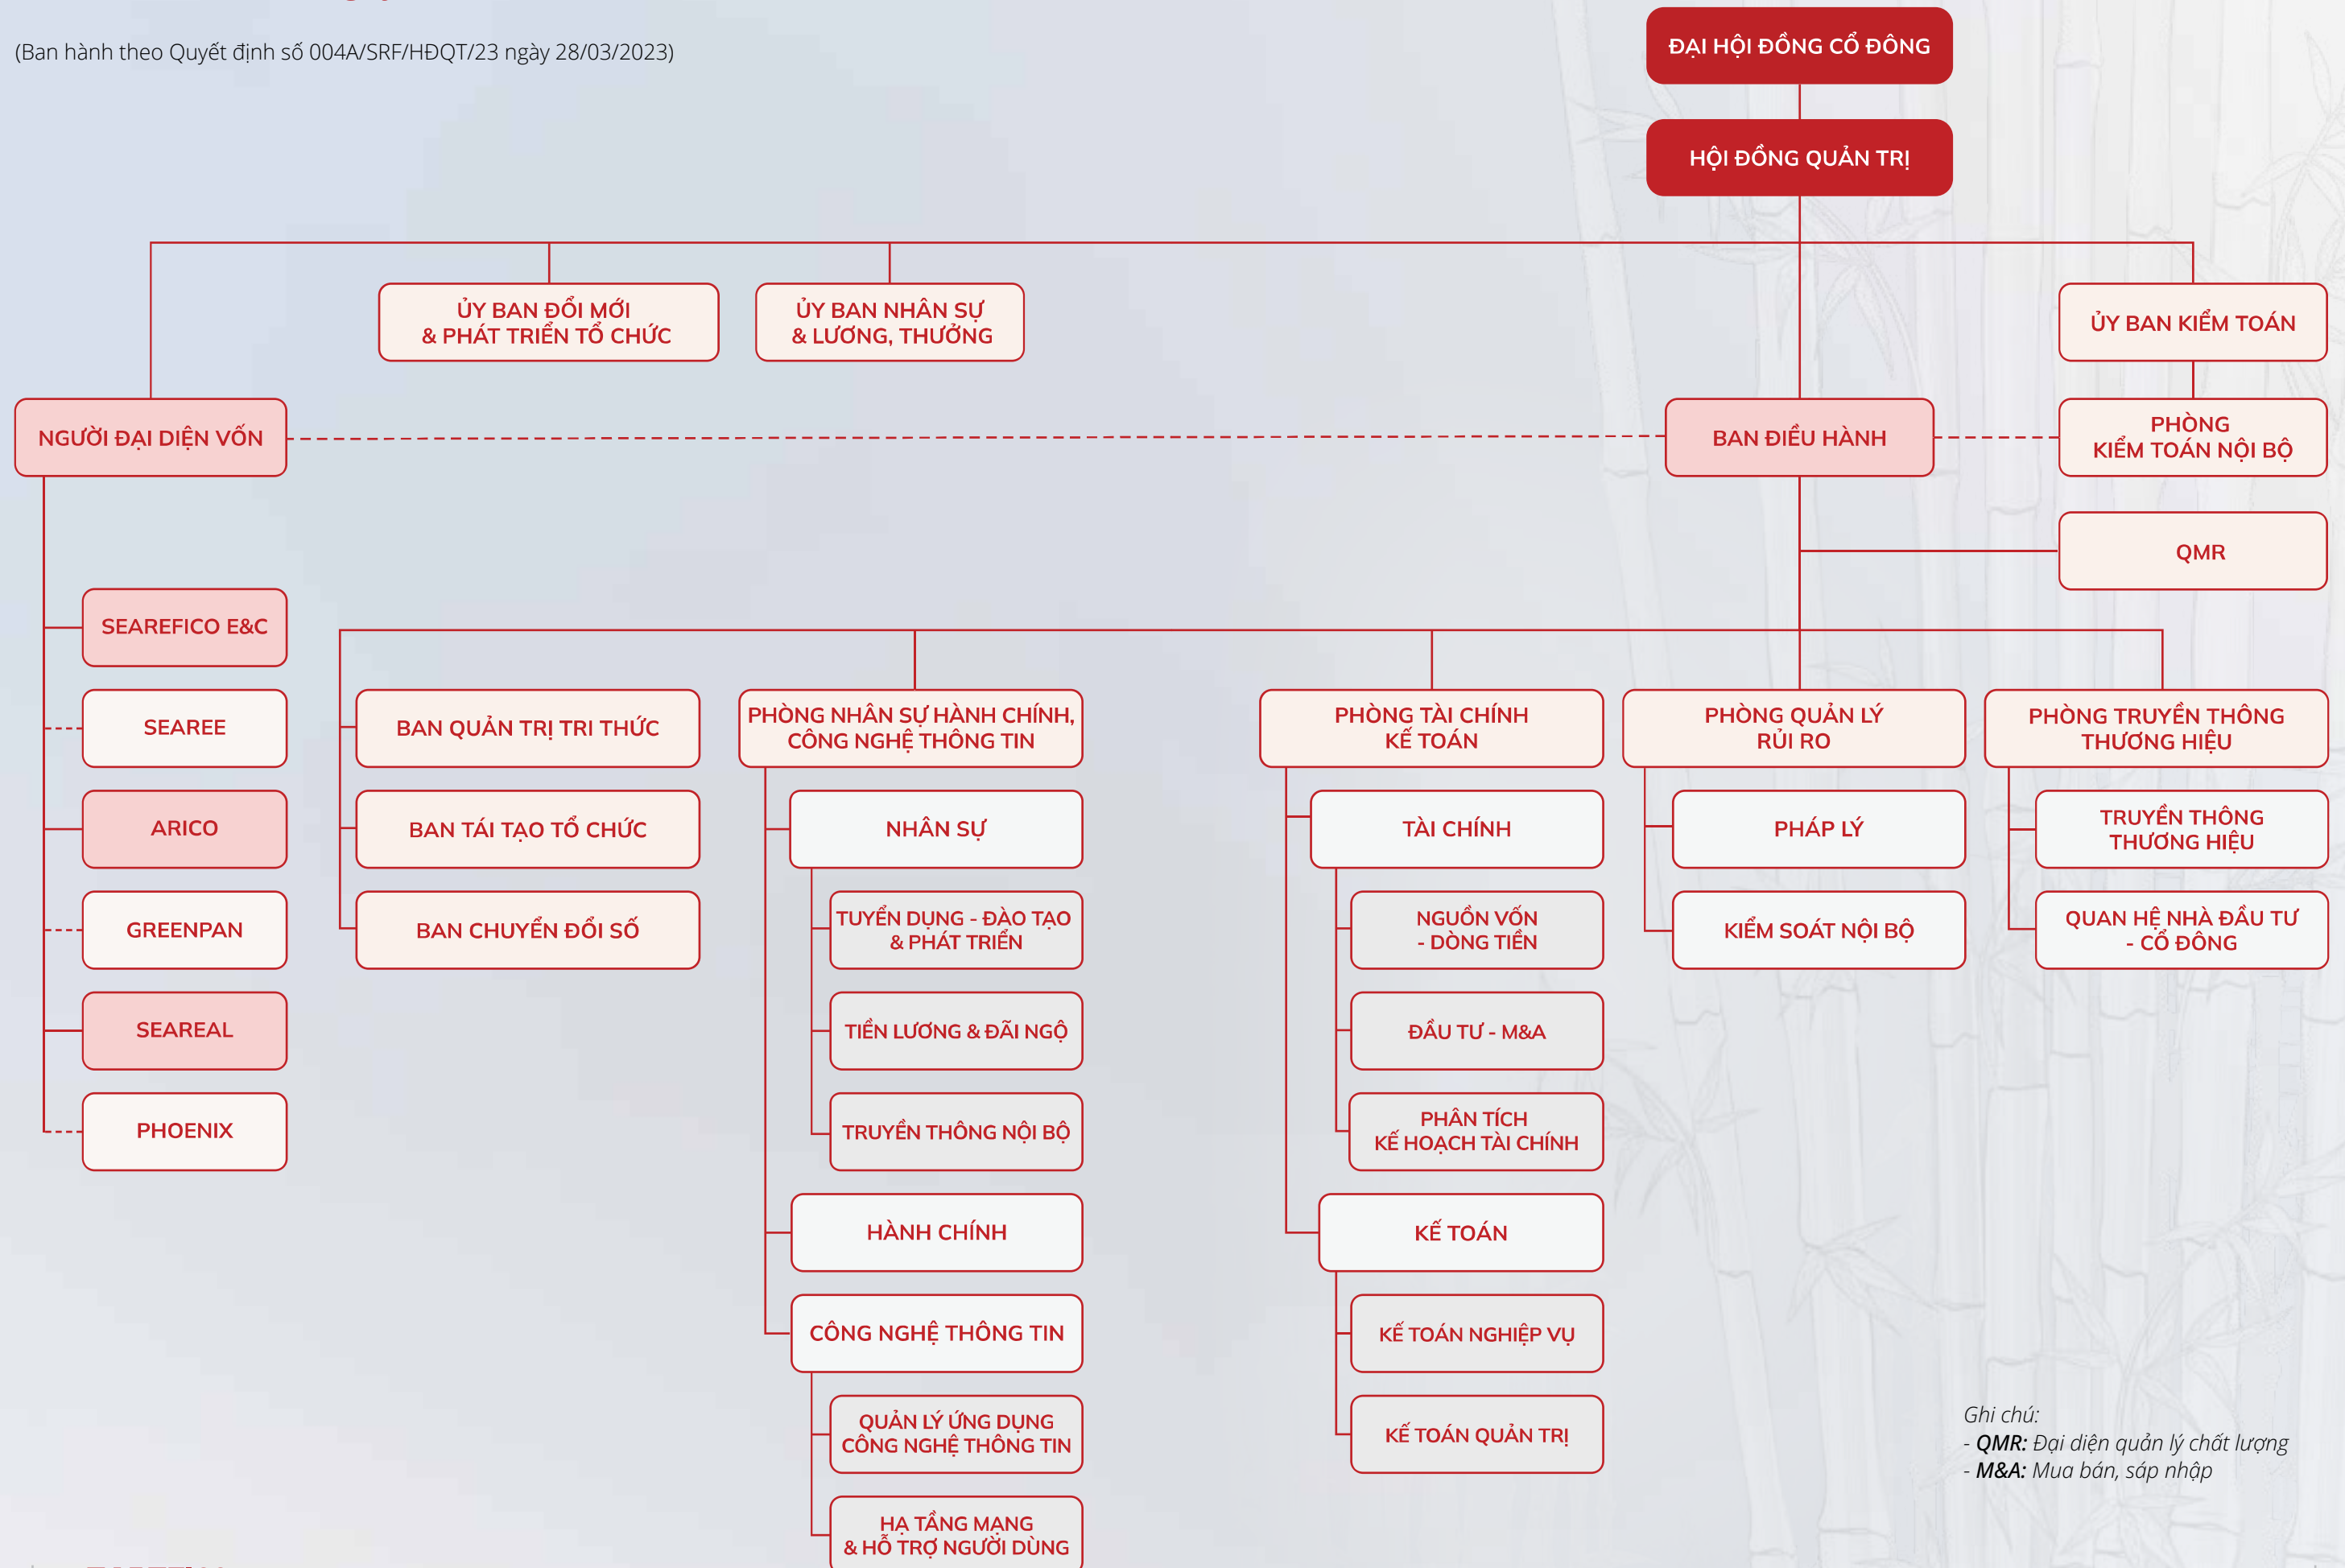 (Ban hành theo Quyết định số 004A/SRF/HĐQT/23 ngày 28/03/2023)
ĐẠI HỘI ĐỒNG CỔ ĐÔNG
HỘI ĐỒNG QUẢN TRỊ
ỦY BAN ĐỔI MỚI
& PHÁT TRIỂN TỔ CHỨC
ỦY BAN NHÂN SỰ
& LƯƠNG, THƯỞNG
ỦY BAN KIỂM TOÁN
NGƯỜI ĐẠI DIỆN VỐN
BAN ĐIỀU HÀNH
PHÒNG
KIỂM TOÁN NỘI BỘ
QMR
SEAREFICO E&C
SEAREE
ARICO
GREENPAN
SEAREAL
PHOENIX
BAN QUẢN TRỊ TRI THỨC
BAN TÁI TẠO TỔ CHỨC
BAN CHUYỂN ĐỔI SỐ
PHÒNG NHÂN SỰ HÀNH CHÍNH,
CÔNG NGHỆ THÔNG TIN
NHÂN SỰ
TUYỂN DỤNG - ĐÀO TẠO
& PHÁT TRIỂN
TIỀN LƯƠNG & ĐÃI NGỘ
TRUYỀN THÔNG NỘI BỘ
HÀNH CHÍNH
CÔNG NGHỆ THÔNG TIN
QUẢN LÝ ỨNG DỤNG
CÔNG NGHỆ THÔNG TIN
HẠ TẦNG MẠNG
& HỖ TRỢ NGƯỜI DÙNG
PHÒNG TÀI CHÍNH
KẾ TOÁN
TÀI CHÍNH
NGUỒN VỐN
- DÒNG TIỀN
ĐẦU TƯ - M&A
PHÂN TÍCH
KẾ HOẠCH TÀI CHÍNH
KẾ TOÁN
KẾ TOÁN NGHIỆP VỤ
KẾ TOÁN QUẢN TRỊ
PHÒNG QUẢN LÝ
RỦI RO
PHÁP LÝ
KIỂM SOÁT NỘI BỘ
PHÒNG TRUYỀN THÔNG
THƯƠNG HIỆU
TRUYỀN THÔNG
THƯƠNG HIỆU
QUAN HỆ NHÀ ĐẦU TƯ
- CỔ ĐÔNG
Ghi chú:
- QMR: Đại diện quản lý chất lượng
- M&A: Mua bán, sáp nhập